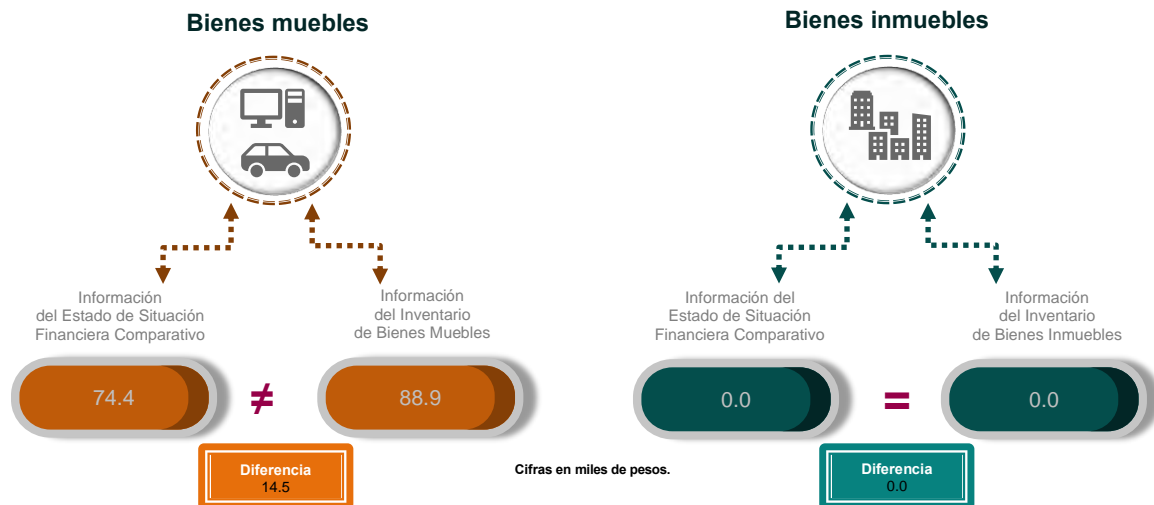 Bienes muebles
Información
del Estado de Situación
Financiera Comparativo
Información
del Inventario
de Bienes Muebles
74.4
≠
88.9
Diferencia
14.5
Cifras en miles de pesos.
Bienes inmuebles
Información del
Estado de Situación
Financiera Comparativo
Información
del Inventario
de Bienes Inmuebles
0.0
=
0.0
Diferencia
0.0